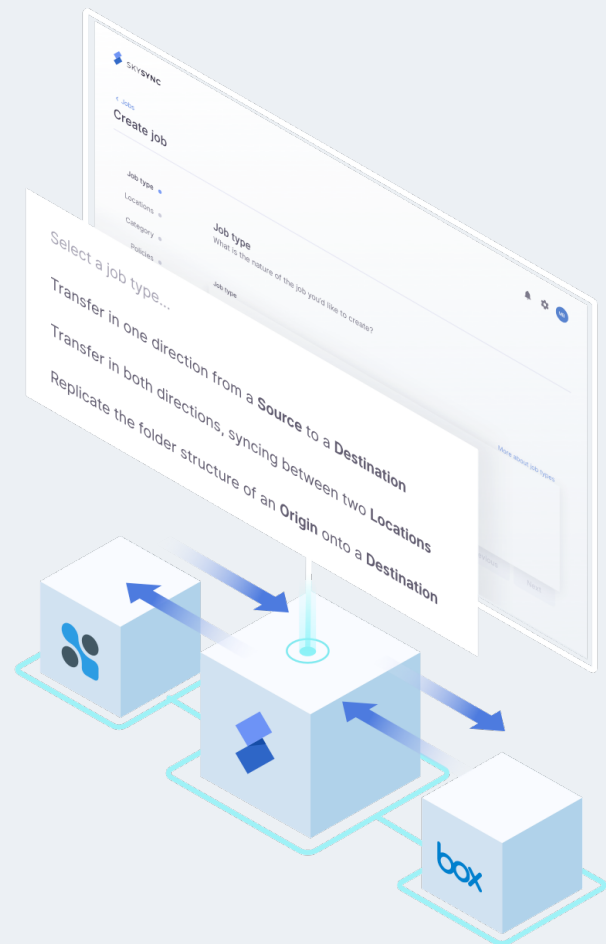 SKYSYNC
‹ Jobs
Create job
Job type
Locations
Category
Policies
Job type
What is the nature of the job you'd like to create?
Job type
More about job types
Select a job type...
Transfer in one direction from a Source to a Destination
Transfer in both directions, syncing between two Locations
Replicate the folder structure of an Origin onto a Destination
Next
box